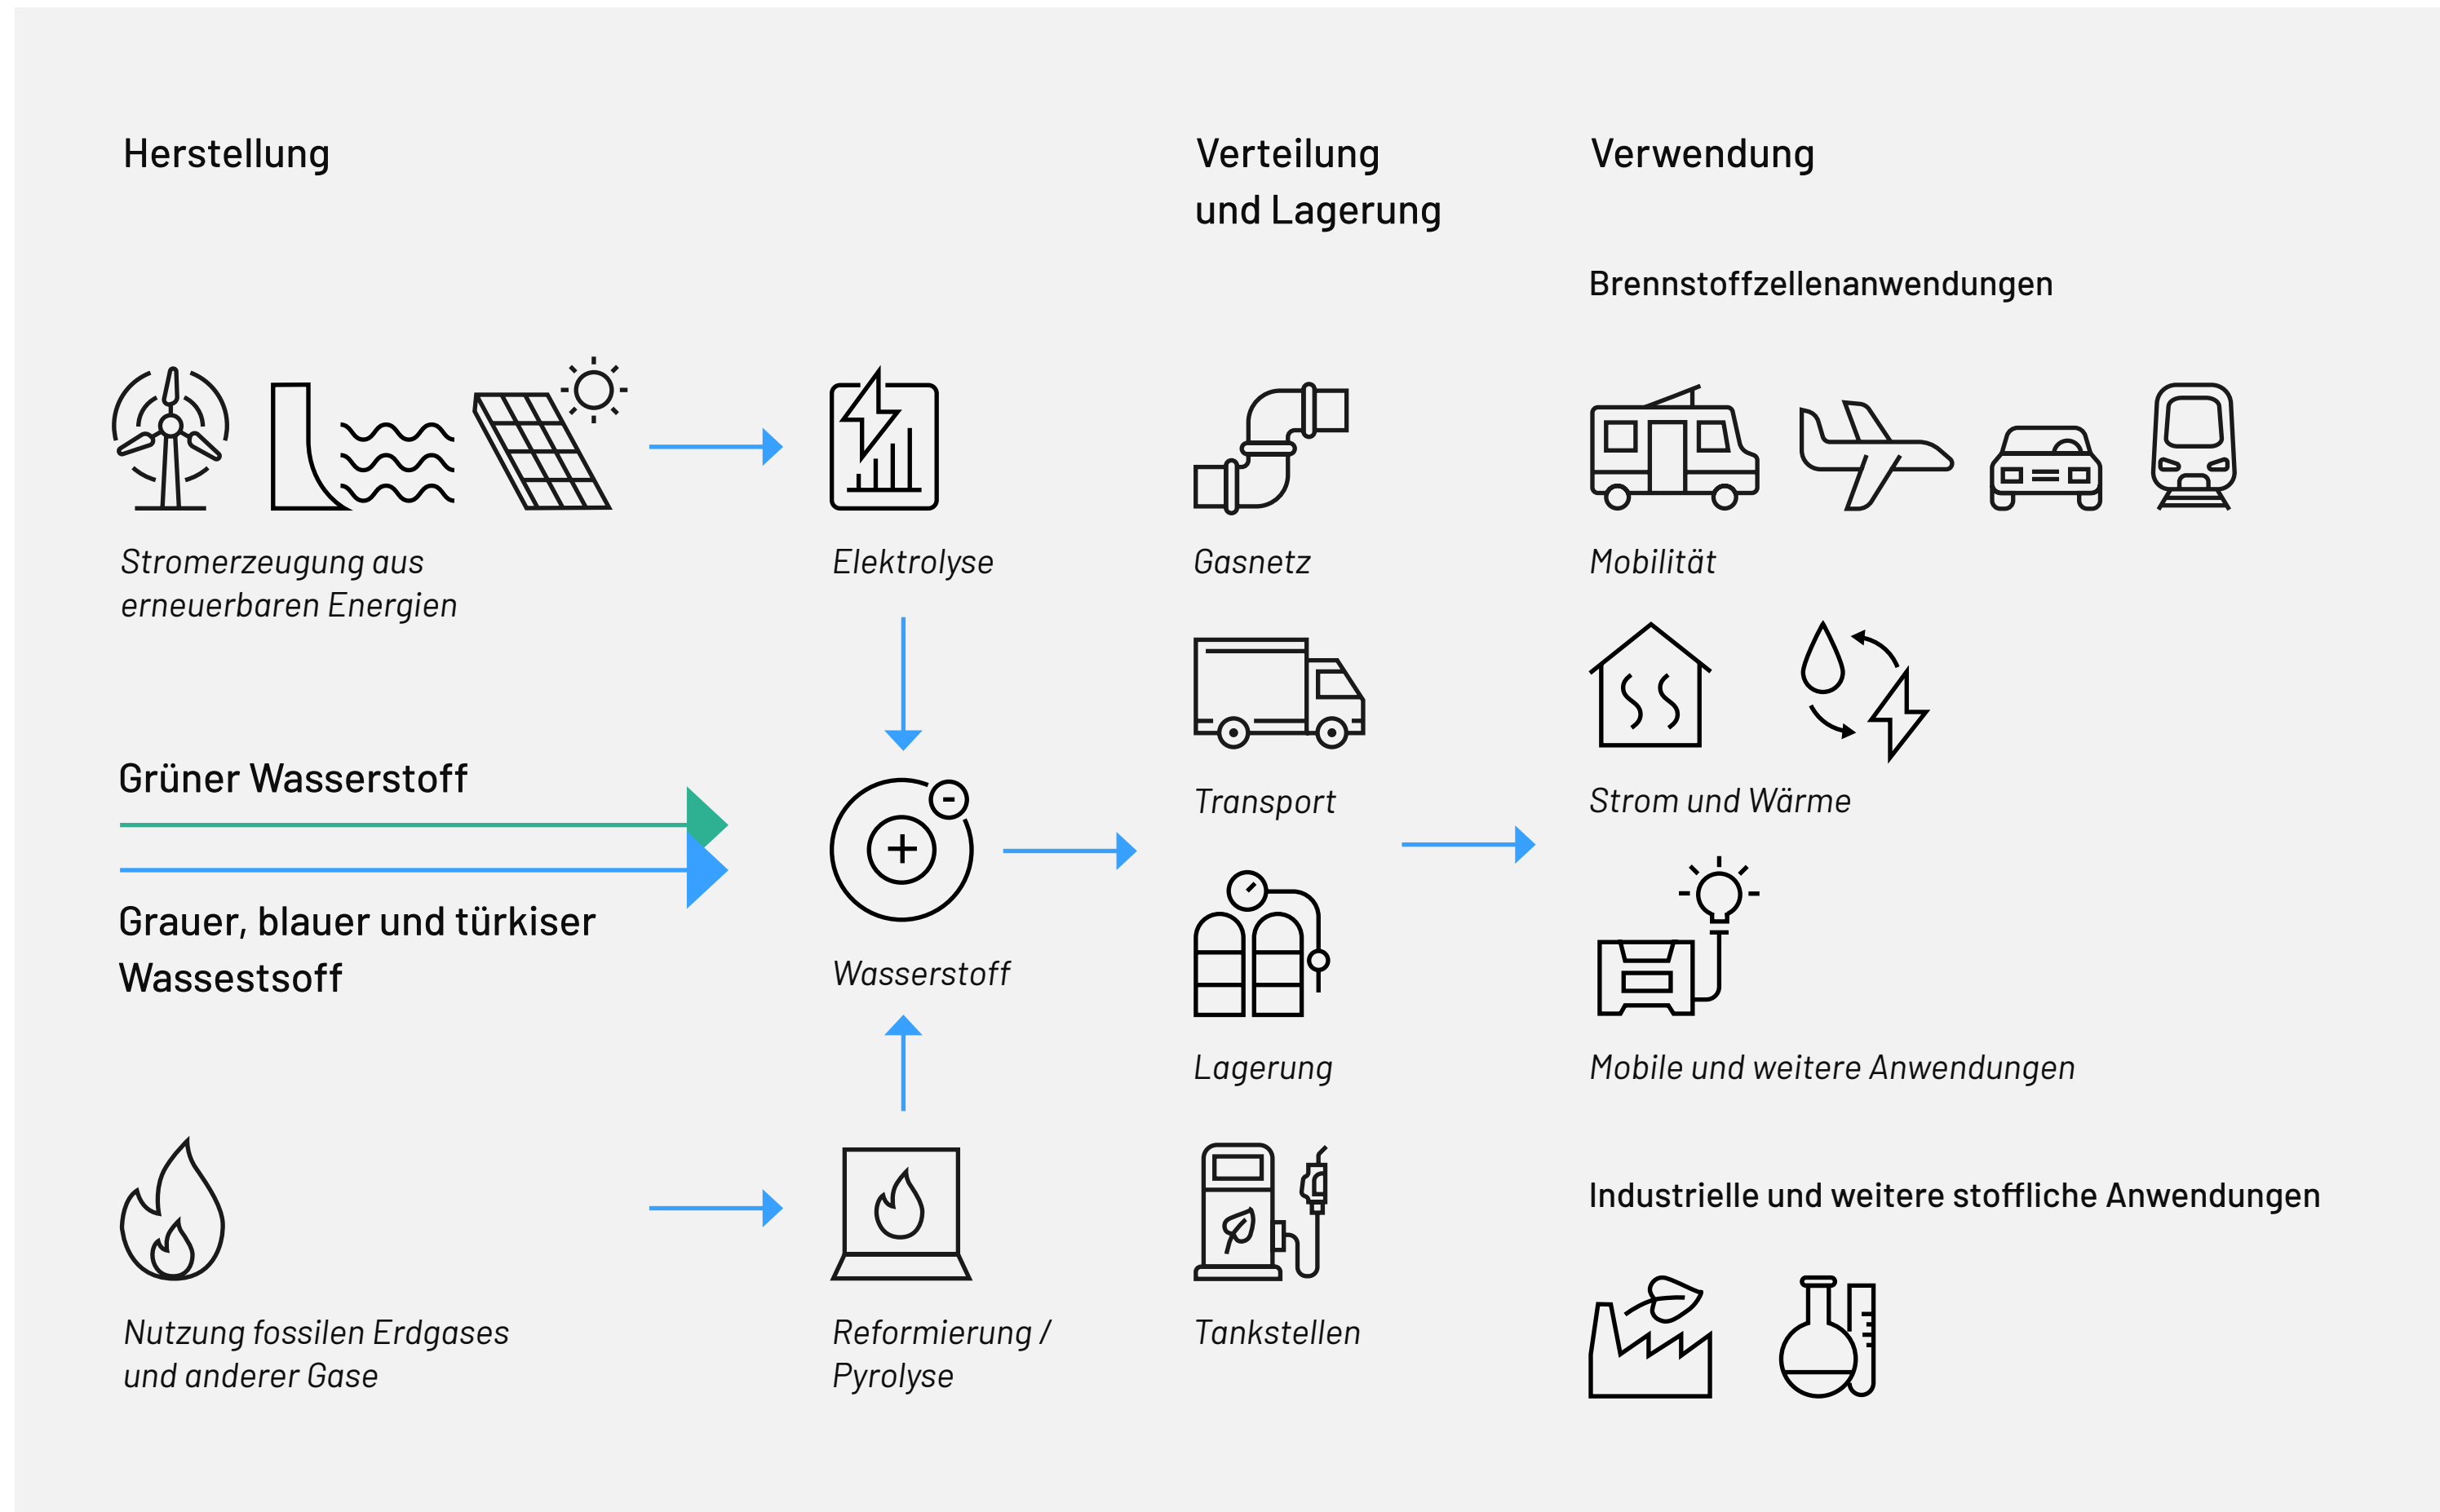 Herstellung
Stromerzeugung aus
erneuerbaren Energien
Elektrolyse
Grüner Wasserstoff
Grauer, blauer und türkiser
Wassestsoff
Wasserstoff
Nutzung fossilen Erdgases
und anderer Gase
Reformierung /
Pyrolyse
Verteilung
und Lagerung
Gasnetz
Transport
Lagerung
Tankstellen
Verwendung
Brennstoffzellenanwendungen
Mobilität
Strom und Wärme
Mobile und weitere Anwendungen
Industrielle und weitere stoffliche Anwendungen